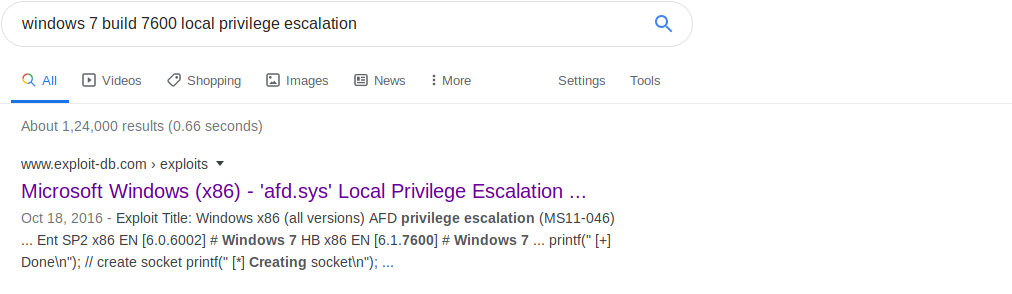 windows 7 build 7600 local privilege escalation
All Videos Shopping Images News More Settings Tools
About 1,24,000 results (0.66 seconds)
www.exploit-db.com › exploits
Microsoft Windows (x86) - 'afd.sys' Local Privilege Escalation ...
Oct 18, 2016 - Exploit Title: Windows x86 (all versions) AFD privilege escalation (MS11-046)
... Ent SP2 x86 EN [6.0.6002] # Windows 7 HB x86 EN [6.1.7600] # Windows 7 ... printf(" [+]
Done\n"); // create socket printf(" [*] Creating socket\n"); ...